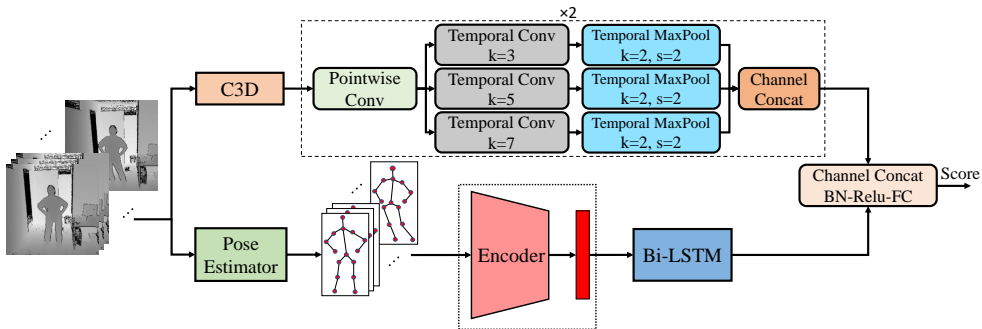 ×2
C3D
Pointwise
Conv
Temporal Conv
k=3
Temporal Conv
k=5
Temporal Conv
k=7
Temporal MaxPool
k=2, s=2
Temporal MaxPool
k=2, s=2
Temporal MaxPool
k=2, s=2
Channel
Concat
Pose
Estimator
Encoder
Bi-LSTM
Channel Concat
BN-Relu-FC
Score